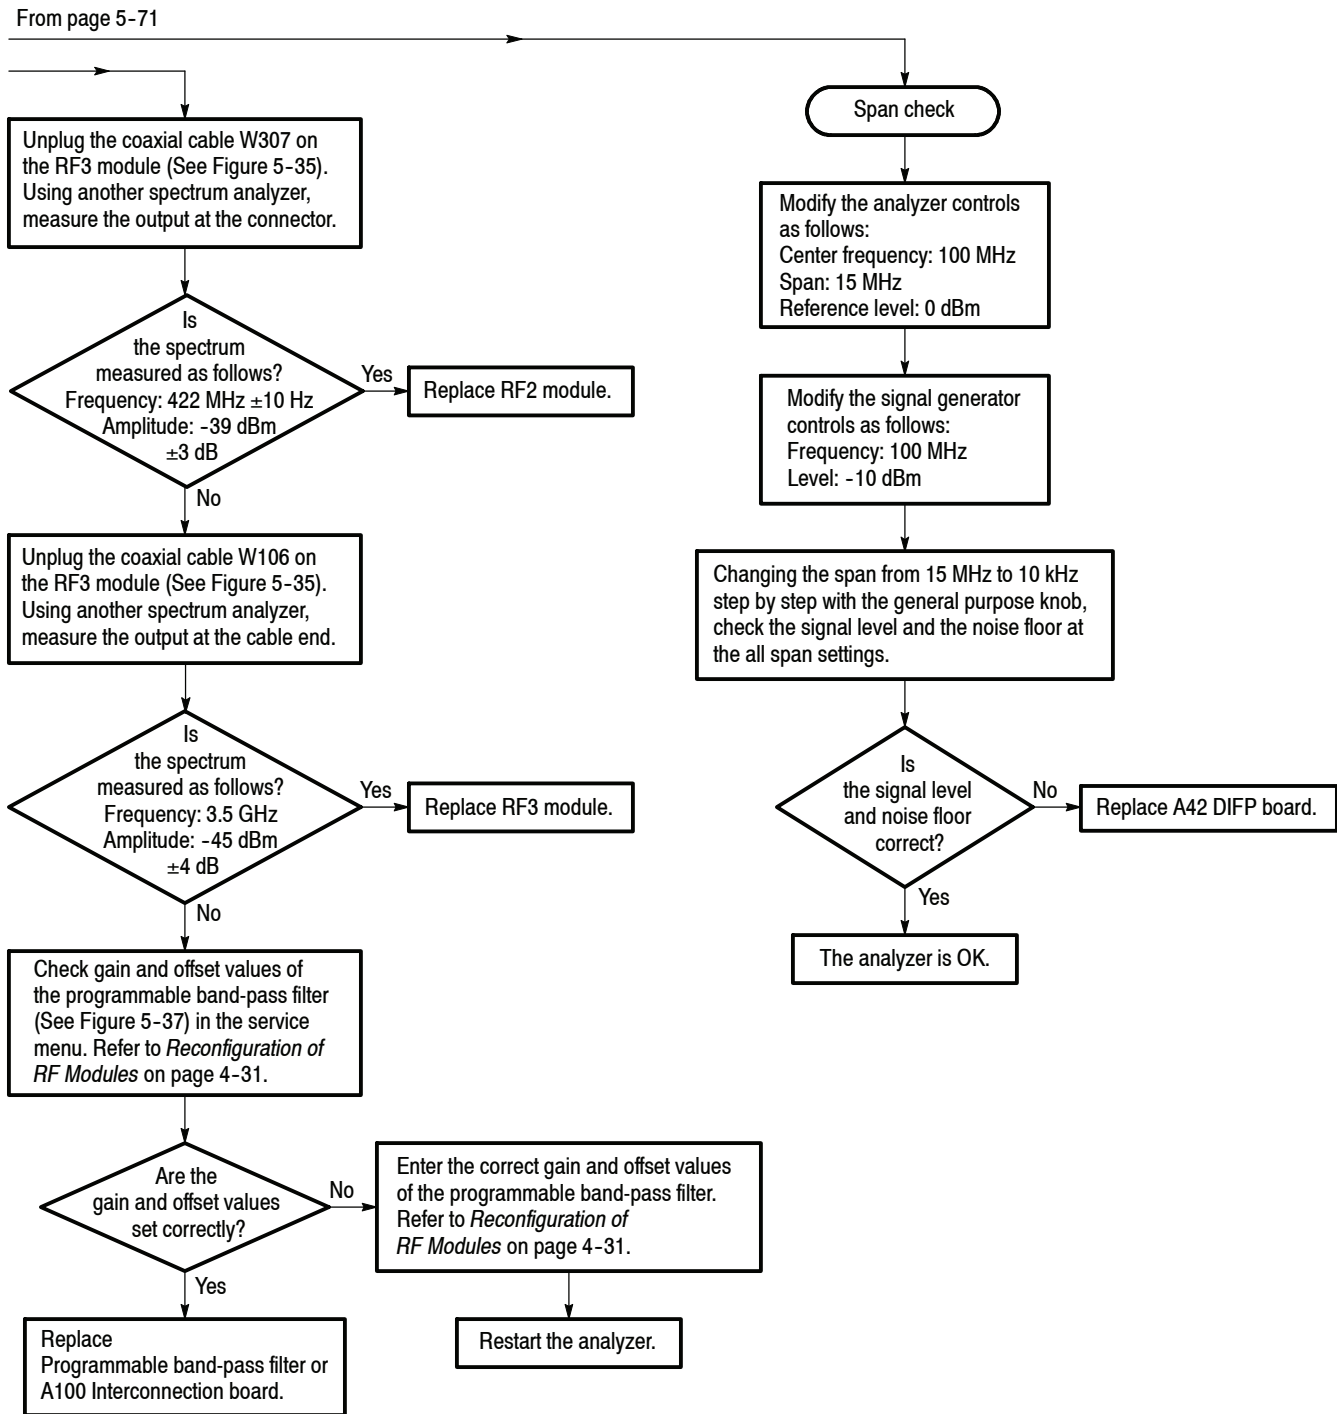 From page 5-71
Unplug the coaxial cable W307 on
the RF3 module (See Figure 5-35).
Using another spectrum analyzer,
measure the output at the connector.
Is
the spectrum
measured as follows?
Frequency: 422 MHz ±10 Hz
Amplitude: -39 dBm
±3 dB
Yes
Replace RF2 module.
No
Unplug the coaxial cable W106 on
the RF3 module (See Figure 5-35).
Using another spectrum analyzer,
measure the output at the cable end.
Is
the spectrum
measured as follows?
Frequency: 3.5 GHz
Amplitude: -45 dBm
±4 dB
Yes
Replace RF3 module.
No
Check gain and offset values of
the programmable band-pass filter
(See Figure 5-37) in the service
menu. Refer to Reconfiguration of
RF Modules on page 4-31.
Are the
gain and offset values
set correctly?
No
Enter the correct gain and offset values
of the programmable band-pass filter.
Refer to Reconfiguration of
RF Modules on page 4-31.
Restart the analyzer.
Yes
Replace
Programmable band-pass filter or
A100 Interconnection board.
Span check
Modify the analyzer controls
as follows:
Center frequency: 100 MHz
Span: 15 MHz
Reference level: 0 dBm
Modify the signal generator
controls as follows:
Frequency: 100 MHz
Level: -10 dBm
Changing the span from 15 MHz to 10 kHz
step by step with the general purpose knob,
check the signal level and the noise floor at
the all span settings.
Is
the signal level
and noise floor
correct?
No
Replace A42 DIFP board.
Yes
The analyzer is OK.